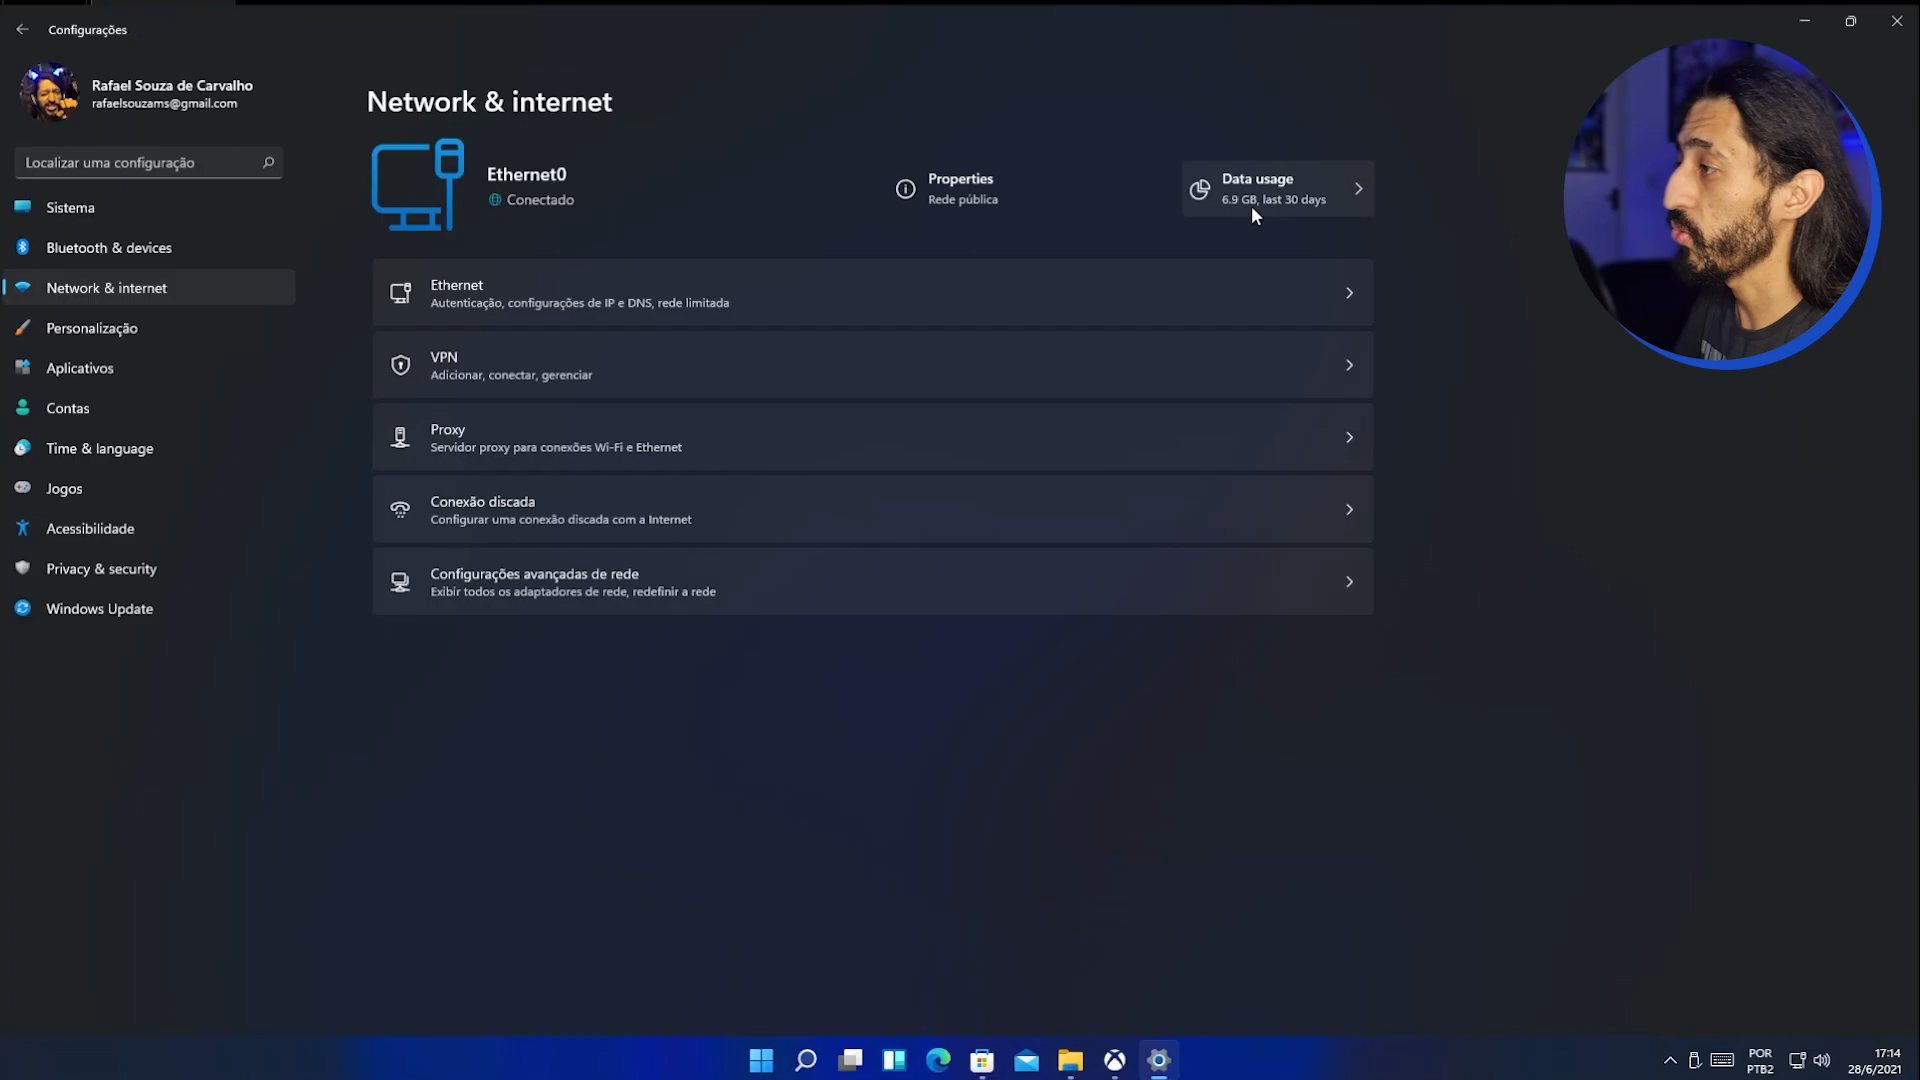 Configurações
Rafael Souza de Carvalho
rafaelsouzams@gmail.com
Localizar uma configuração
Sistema
Bluetooth & devices
Network & internet
Personalização
Aplicativos
Contas
Time & language
Jogos
Acessibilidade
Privacy & security
Windows Update
Network & internet
Ethernet0
Conectado
Properties
Rede pública
Data usage
6.9 GB, last 30 days
Ethernet
Autenticação, configurações de IP e DNS, rede limitada
VPN
Adicionar, conectar, gerenciar
Proxy
Servidor proxy para conexões Wi-Fi e Ethernet
Conexão discada
Configurar uma conexão discada com a Internet
Configurações avançadas de rede
Exibir todos os adaptadores de rede, redefinir a rede
POR
PTB2
17:14
28/6/2021